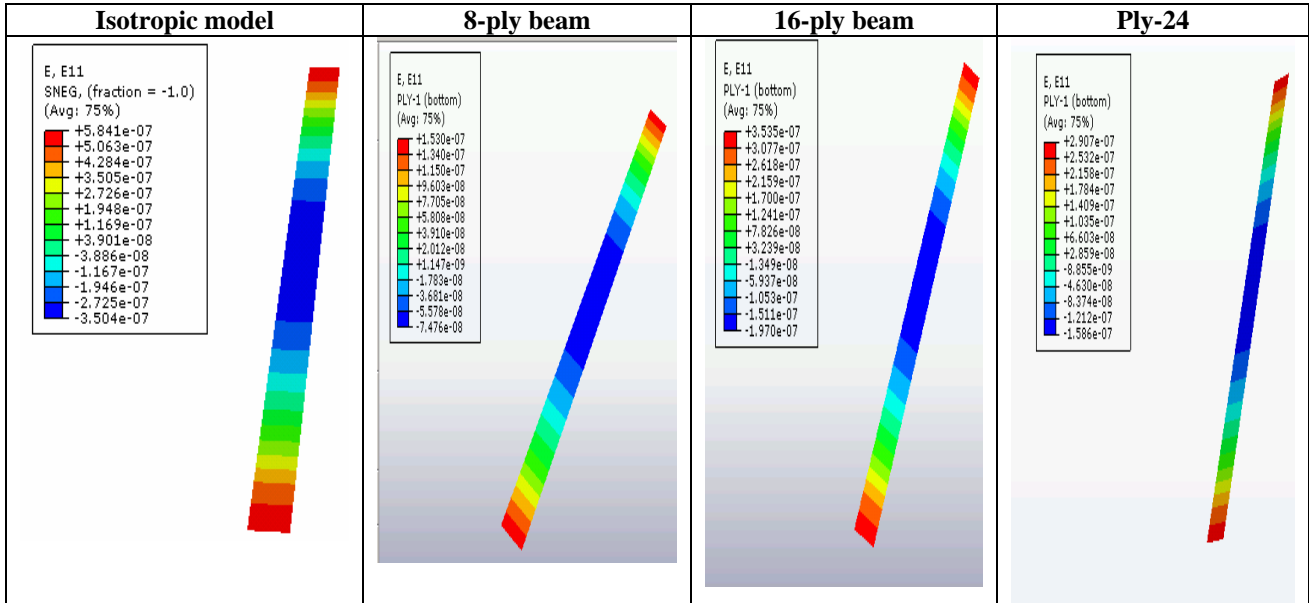 Isotropic model
8-ply beam
16-ply beam
Ply-24
E, E11
SNEG, (fraction = -1.0)
(Avg: 75%)
+5.841e-07
+5.063e-07
+4.284e-07
+3.505e-07
+2.726e-07
+1.948e-07
+1.169e-07
+3.901e-08
-3.886e-08
-1.167e-07
-1.946e-07
-2.725e-07
-3.504e-07
E, E11
PLY-1 (bottom)
(Avg: 75%)
+1.530e-07
+1.340e-07
+1.150e-07
+9.603e-08
+7.705e-08
+5.808e-08
+3.910e-08
+2.012e-08
+1.147e-09
-1.783e-08
-3.681e-08
-5.578e-08
-7.476e-08
E, E11
PLY-1 (bottom)
(Avg: 75%)
+3.535e-07
+3.077e-07
+2.618e-07
+2.159e-07
+1.700e-07
+1.241e-07
+7.826e-08
+3.239e-08
-1.349e-08
-5.937e-08
-1.053e-07
-1.511e-07
-1.970e-07
E, E11
PLY-1 (bottom)
(Avg: 75%)
+2.907e-07
+2.532e-07
+2.158e-07
+1.784e-07
+1.409e-07
+1.035e-07
+6.603e-08
+2.859e-08
-8.855e-09
-4.630e-08
-8.374e-08
-1.212e-07
-1.586e-07